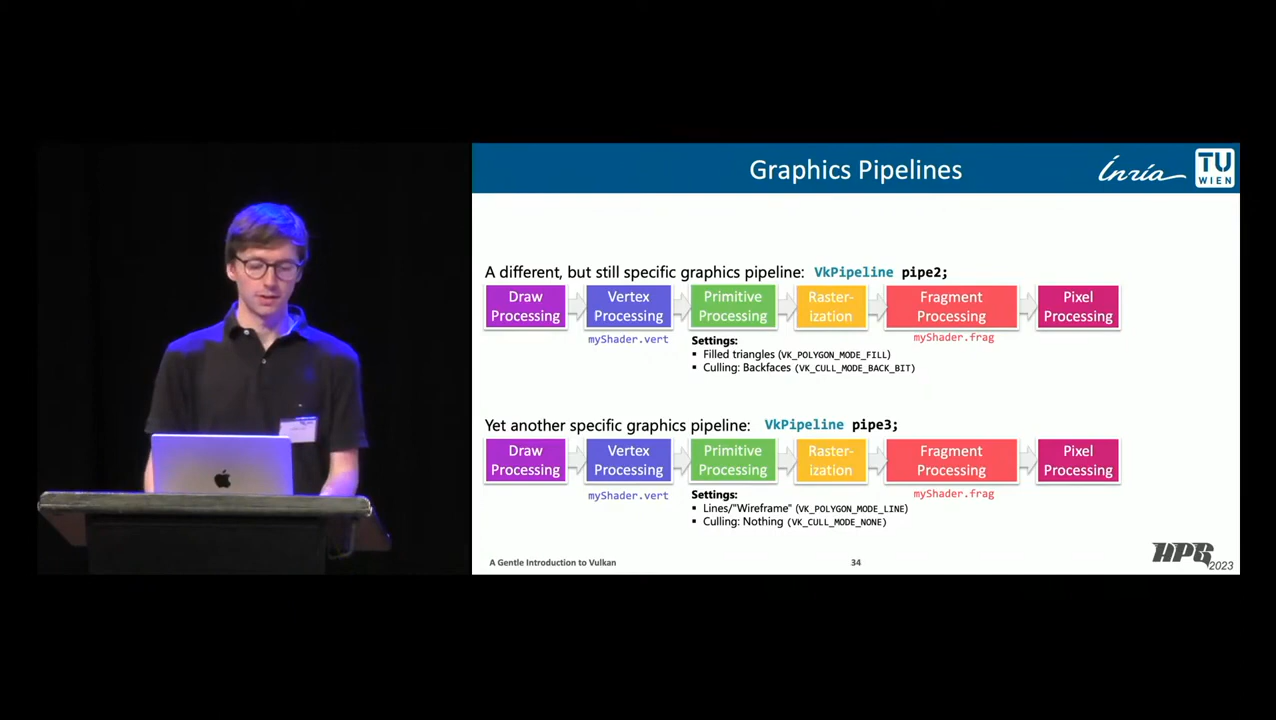 Graphics Pipelines
Inria
TU
WIEN
A different, but still specific graphics pipeline: VkPipeline pipe2;
Draw Processing
Vertex Processing
Primitive Processing
Raster-ization
Fragment Processing
Pixel Processing
myShader.vert
myShader.frag
Settings:
▪ Filled triangles (VK_POLYGON_MODE_FILL)
▪ Culling: Backfaces (VK_CULL_MODE_BACK_BIT)
Yet another specific graphics pipeline: VkPipeline pipe3;
Draw Processing
Vertex Processing
Primitive Processing
Raster-ization
Fragment Processing
Pixel Processing
myShader.vert
myShader.frag
Settings:
▪ Lines/"Wireframe" (VK_POLYGON_MODE_LINE)
▪ Culling: Nothing (VK_CULL_MODE_NONE)
A Gentle Introduction to Vulkan
34
HPG
2023